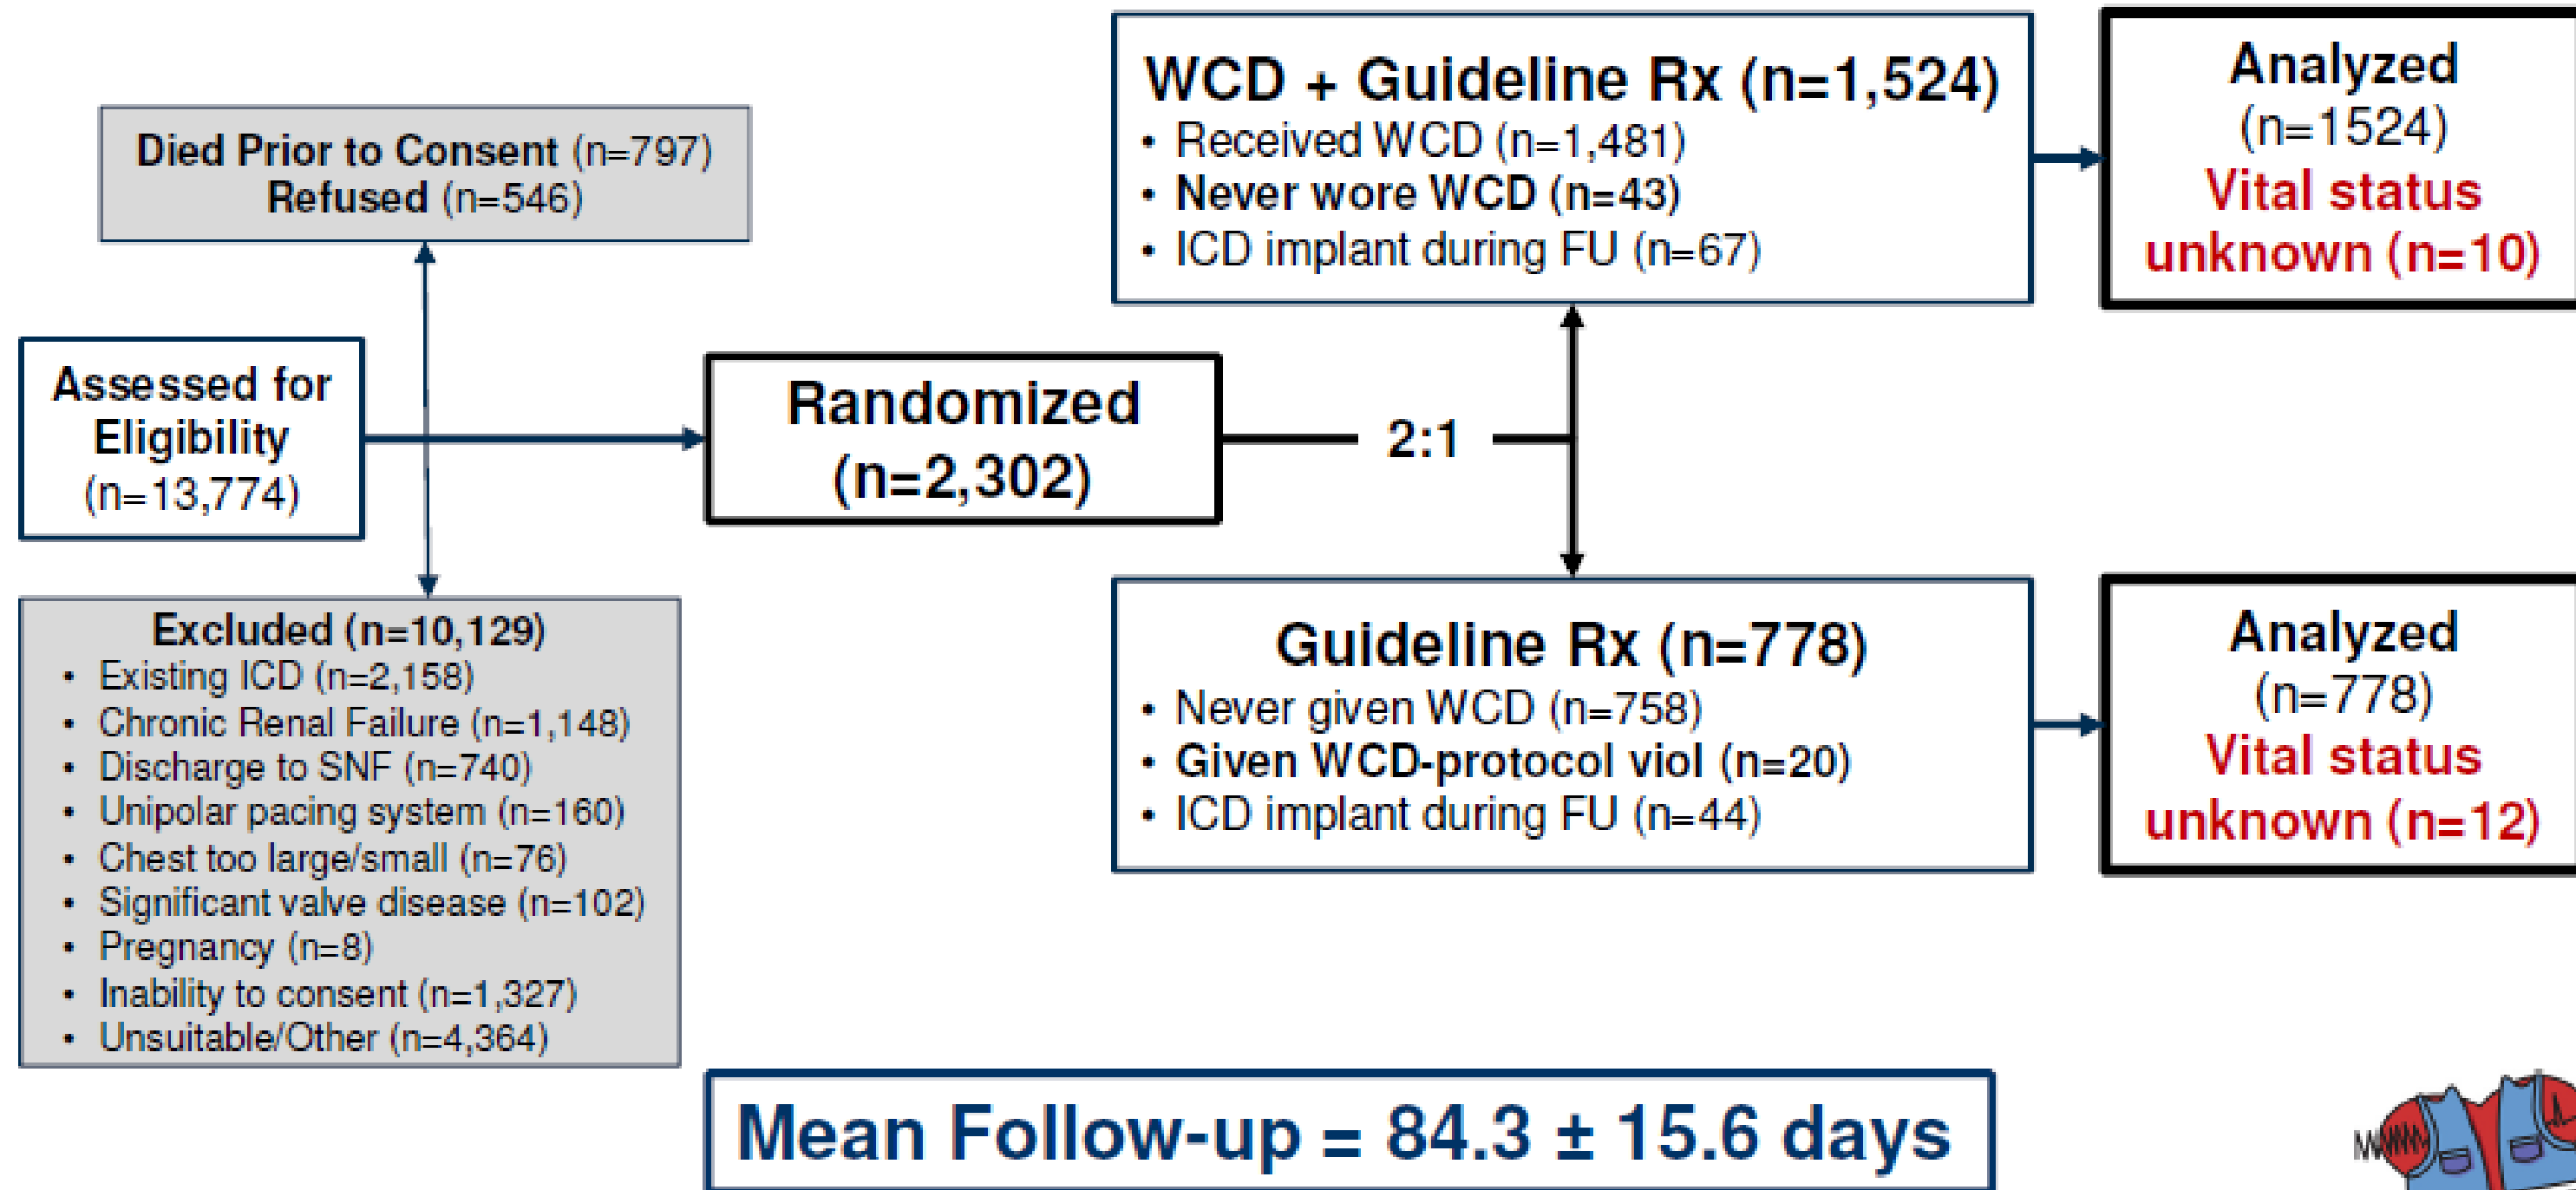 Died Prior to Consent (n=797)
Refused (n=546)
Assessed for
Eligibility
(n=13,774)
Excluded (n=10,129)
• Existing ICD (n=2,158)
• Chronic Renal Failure (n=1,148)
• Discharge to SNF (n=740)
• Unipolar pacing system (n=160)
• Chest too large/small (n=76)
• Significant valve disease (n=102)
• Pregnancy (n=8)
• Inability to consent (n=1,327)
• Unsuitable/Other (n=4,364)
Randomized
(n=2,302)
2:1
WCD + Guideline Rx (n=1,524)
• Received WCD (n=1,481)
• Never wore WCD (n=43)
• ICD implant during FU (n=67)
Analyzed
(n=1524)
Vital status
unknown (n=10)
Guideline Rx (n=778)
• Never given WCD (n=758)
• Given WCD-protocol viol (n=20)
• ICD implant during FU (n=44)
Analyzed
(n=778)
Vital status
unknown (n=12)
Mean Follow-up = 84.3 ± 15.6 days